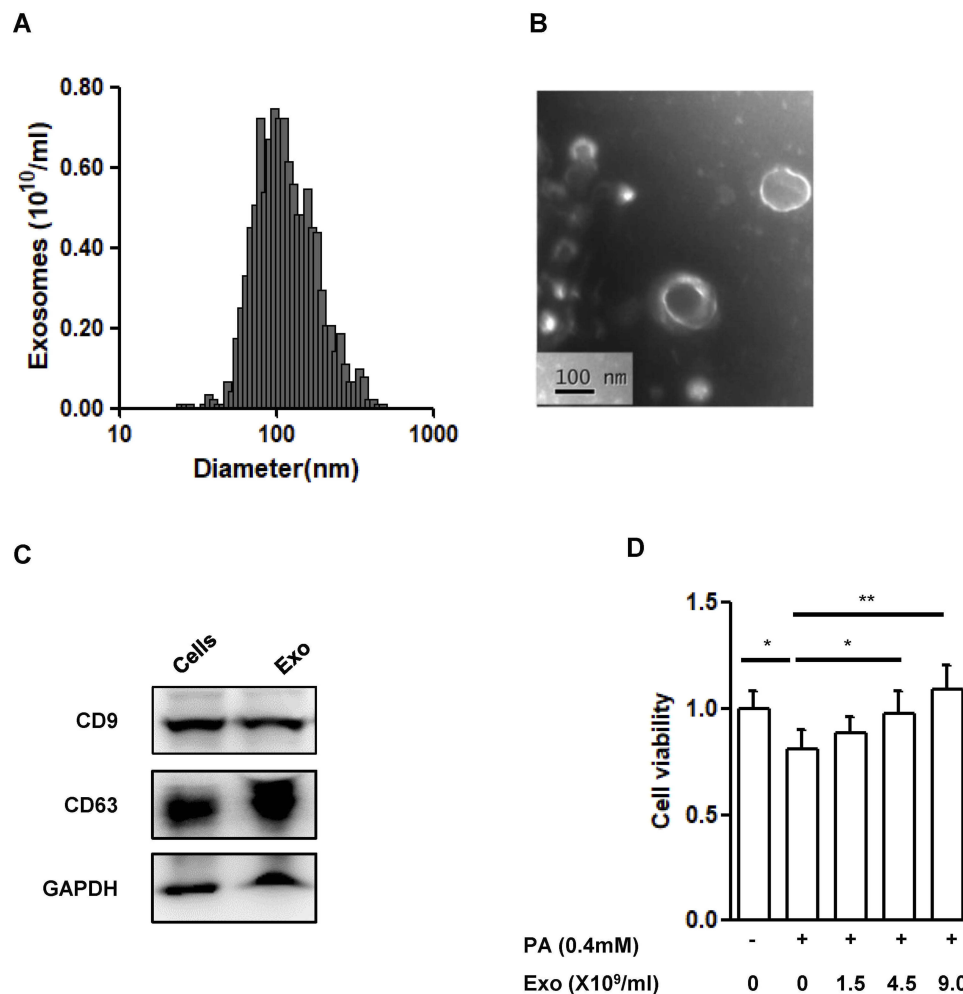 A
0.80
0.60
0.40
0.20
0.00
Exosomes (10¹⁰/ml)
10
100
1000
Diameter(nm)
B
100 nm
C
Cells
Exo
CD9
CD63
GAPDH
D
1.5
1.0
0.5
0.0
Cell viability
**
* *
PA (0.4mM) - + + + +
Exo (X10⁹/ml) 0 0 1.5 4.5 9.0